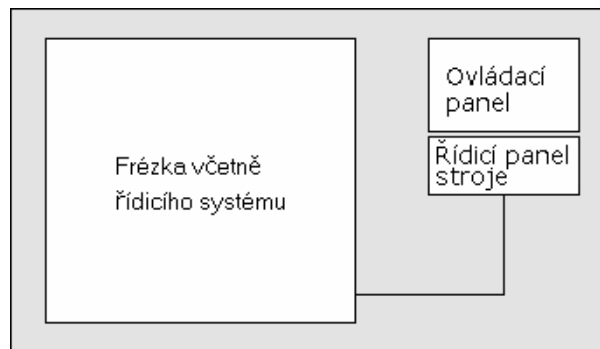 Frézka včetně
řídicího systému
Ovládací
panel
Řídicí panel
stroje